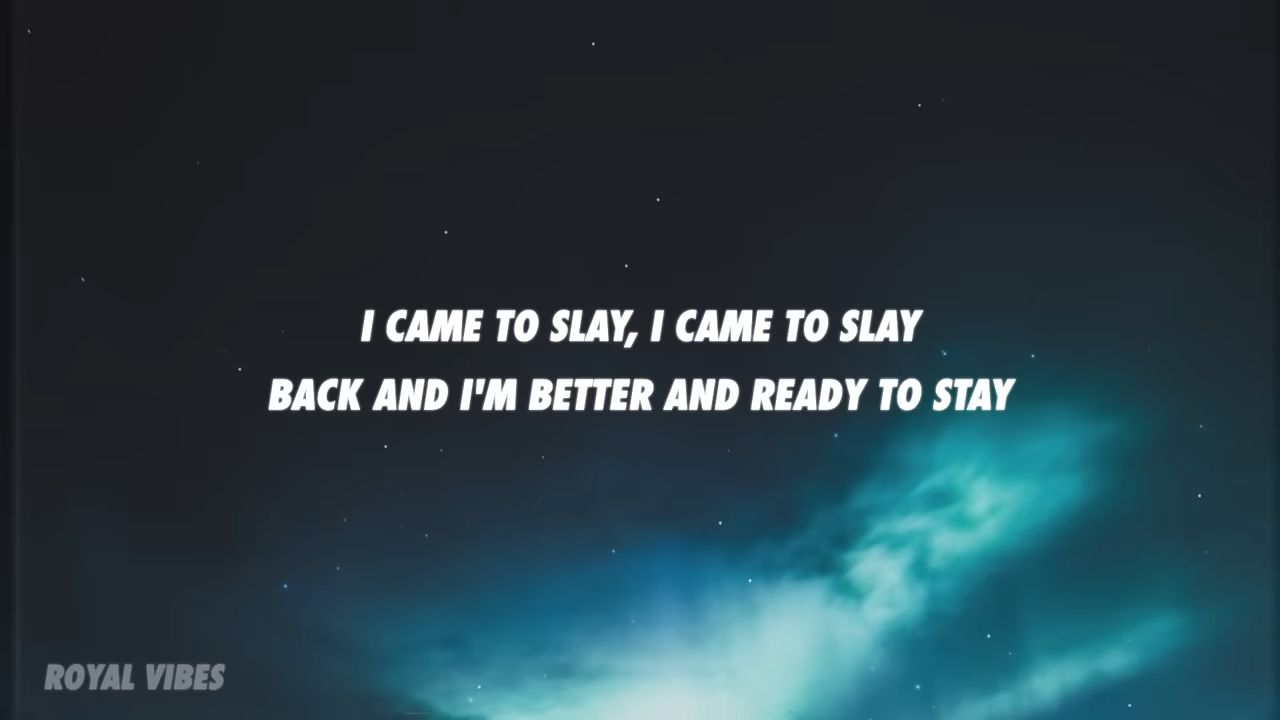 I CAME TO SLAY, I CAME TO SLAY
BACK AND I'M BETTER AND READY TO STAY
ROYAL VIBES